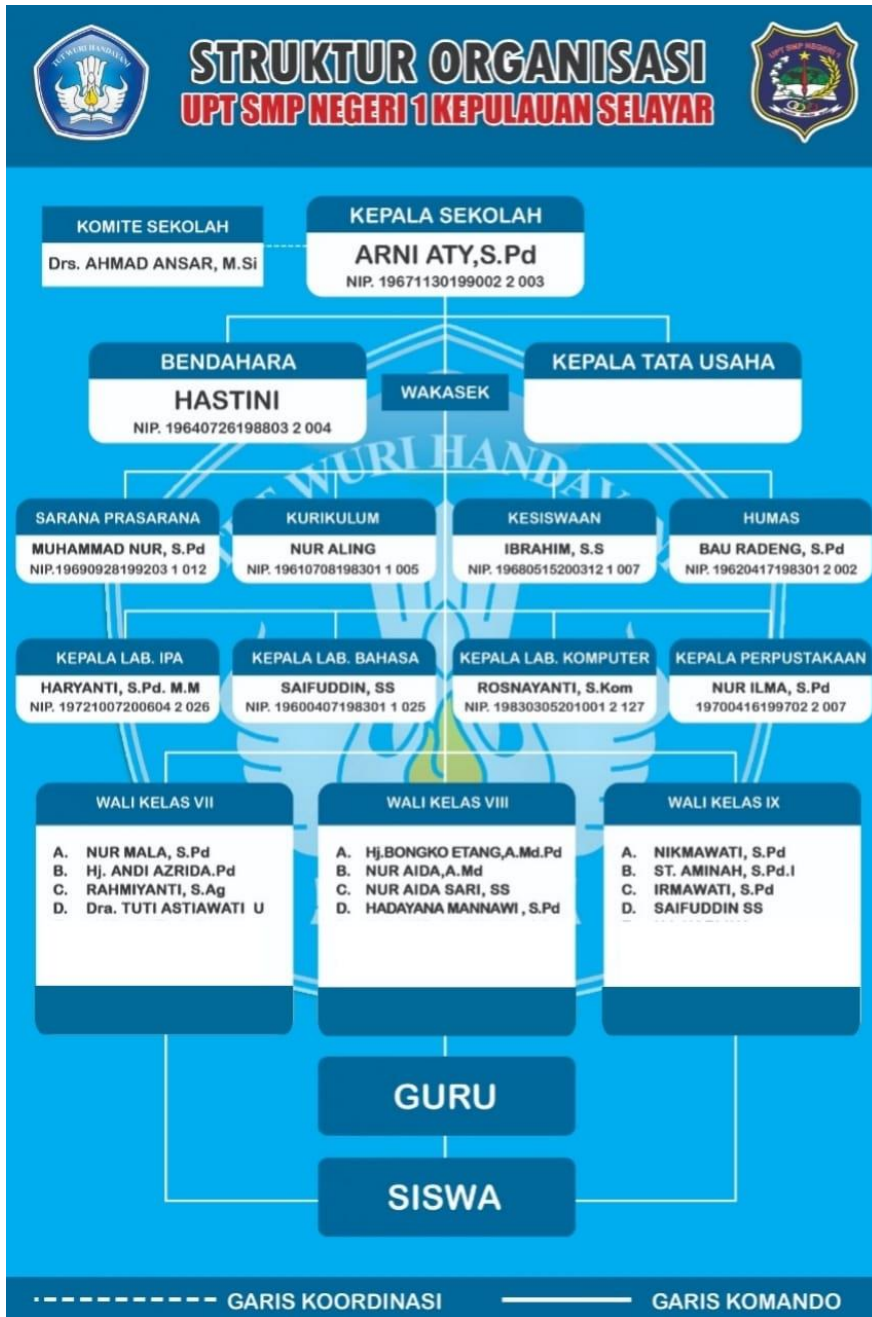 TUT WURI HANDAYANI
STRUKTUR ORGANISASI
UPT SMP NEGERI 1 KEPULAUAN SELAYAR
UPT SMP NEGERI 1
KOMITE SEKOLAH
Drs. AHMAD ANSAR, M.Si
KEPALA SEKOLAH
ARNI ATY,S.Pd
NIP. 19671130199002 2 003
BENDAHARA
HASTINI
NIP. 19640726198803 2 004
WAKASEK
KEPALA TATA USAHA
SARANA PRASARANA
MUHAMMAD NUR, S.Pd
NIP.19690928199203 1 012
KURIKULUM
NUR ALING
NIP. 19610708198301 1 005
KESISWAAN
IBRAHIM, S.S
NIP. 19680515200312 1 007
HUMAS
BAU RADENG, S.Pd
NIP. 19620417198301 2 002
KEPALA LAB. IPA
HARYANTI, S.Pd. M.M
NIP. 19721007200604 2 026
KEPALA LAB. BAHASA
SAIFUDDIN, SS
NIP. 19600407198301 1 025
KEPALA LAB. KOMPUTER
ROSNAYANTI, S.Kom
NIP. 19830305201001 2 127
KEPALA PERPUSTAKAAN
NUR ILMA, S.Pd
19700416199702 2 007
WALI KELAS VII
A. NUR MALA, S.Pd
B. Hj. ANDI AZRIDA.Pd
C. RAHMIYANTI, S.Ag
D. Dra. TUTI ASTIAWATI U
WALI KELAS VIII
A. Hj.BONGKO ETANG,A.Md.Pd
B. NUR AIDA,A.Md
C. NUR AIDA SARI, SS
D. HADAYANA MANNAWI , S.Pd
WALI KELAS IX
A. NIKMAWATI, S.Pd
B. ST. AMINAH, S.Pd.I
C. IRMAWATI, S.Pd
D. SAIFUDDIN SS
GURU
SISWA
GARIS KOORDINASI
GARIS KOMANDO